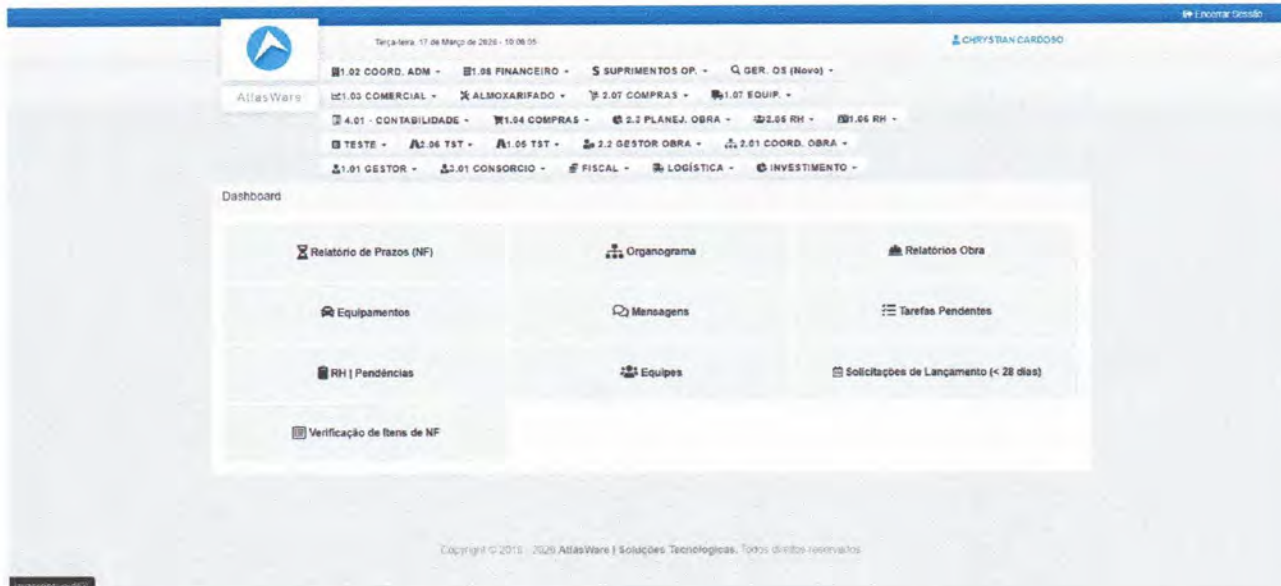 Encerrar Sessão
Terça-feira, 17 de Março de 2026 - 10:06:05
CHRYSTIAN CARDOSO
AtlasWare
1.02 COORD. ADM
1.08 FINANCEIRO
SUPRIMENTOS OP.
GER. OS (Novo)
1.03 COMERCIAL
ALMOXARIFADO
2.07 COMPRAS
1.07 EQUIP.
4.01 - CONTABILIDADE
1.04 COMPRAS
2.3 PLANEJ. OBRA
2.06 RH
1.06 RH
TESTE
2.06 TST
1.05 TST
2.2 GESTOR OBRA
2.01 COORD. OBRA
1.01 GESTOR
3.01 CONSORCIO
FISCAL
LOGÍSTICA
INVESTIMENTO
Dashboard
Relatório de Prazos (NF)
Organograma
Relatórios Obra
Equipamentos
Mensagens
Tarefas Pendentes
RH | Pendências
Equipes
Solicitações de Lançamento (< 28 dias)
Verificação de Itens de NF
Copyright © 2018 - 2026 AtlasWare | Soluções Tecnologicas. Todos direitos reservados